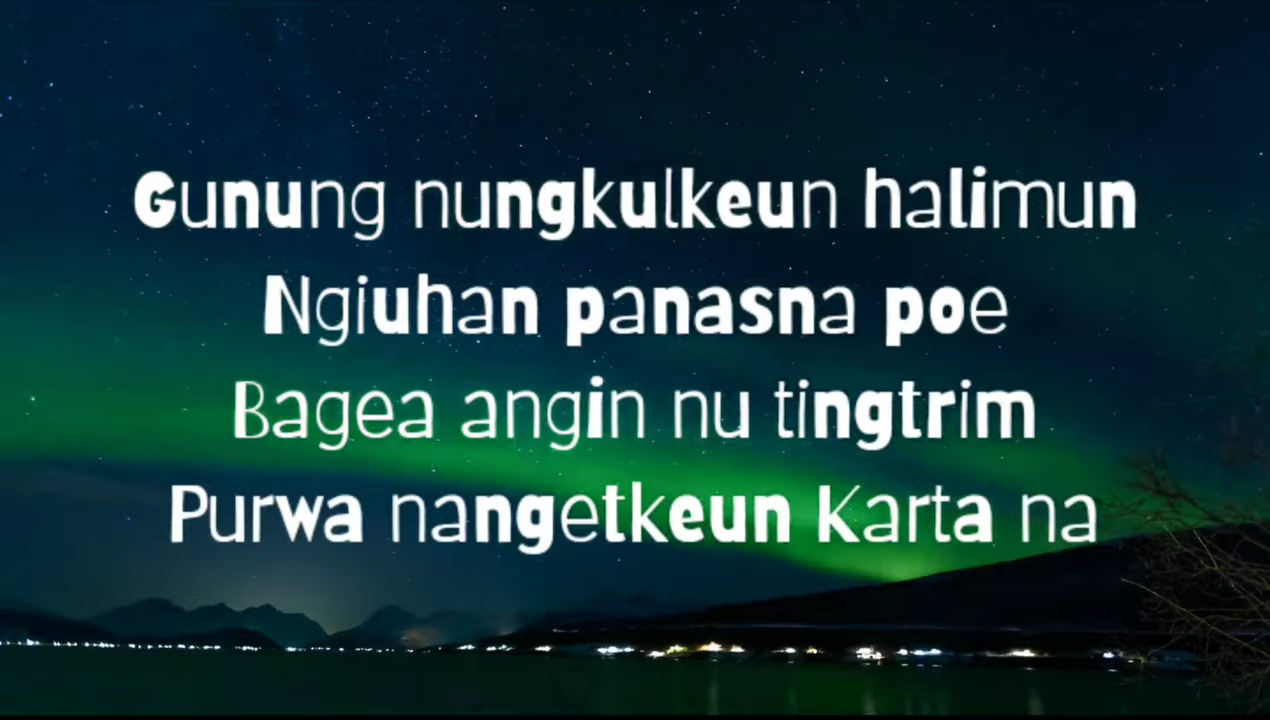 Gunung nungkulkeun halimun
Ngiuhan panasna poe
Bagea angin nu tingtrim
Purwa nangetkeun Karta na